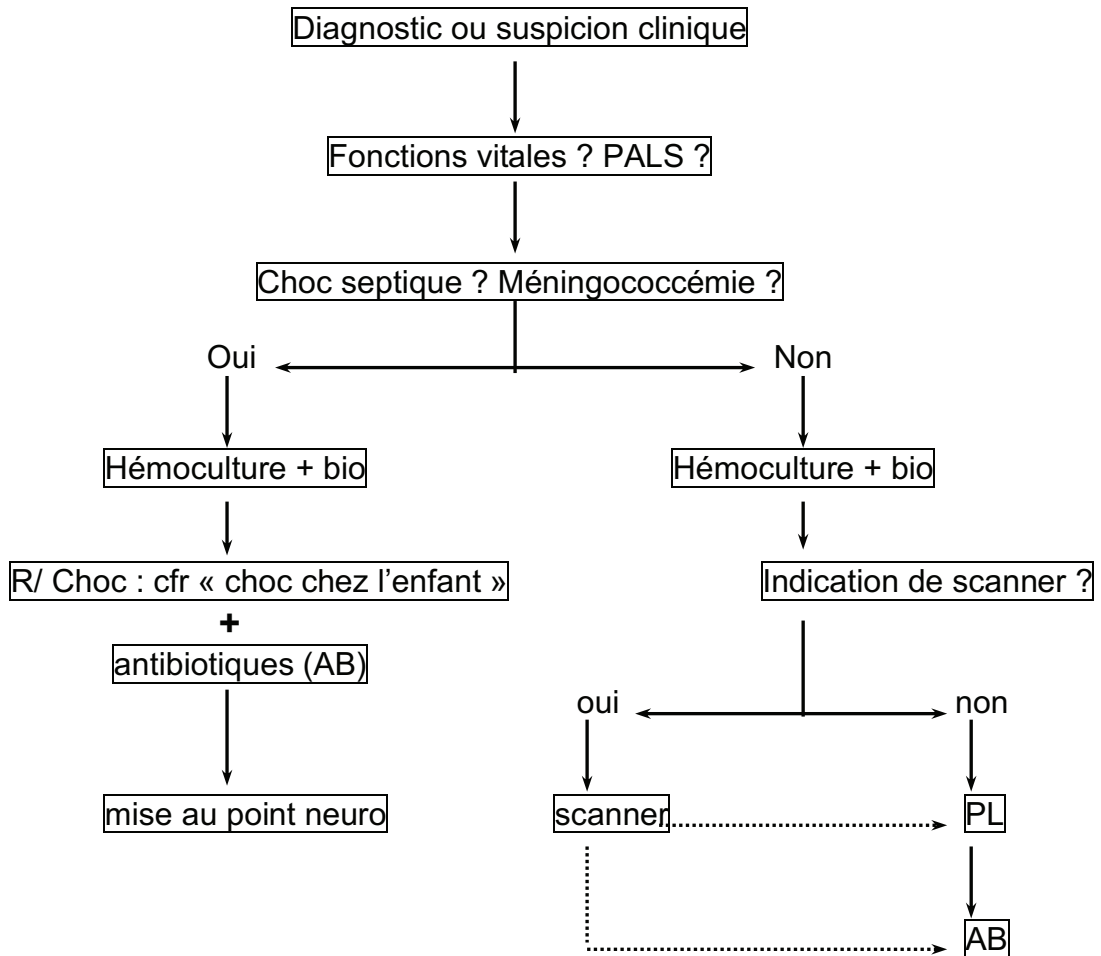 Diagnostic ou suspicion clinique
Fonctions vitales ? PALS ?
Choc septique ? Méningococcémie ?
Oui
Non
Hémoculture + bio
Hémoculture + bio
R/ Choc : cfr « choc chez l’enfant »
Indication de scanner ?
+
antibiotiques (AB)
oui
non
mise au point neuro
scanner
PL
AB